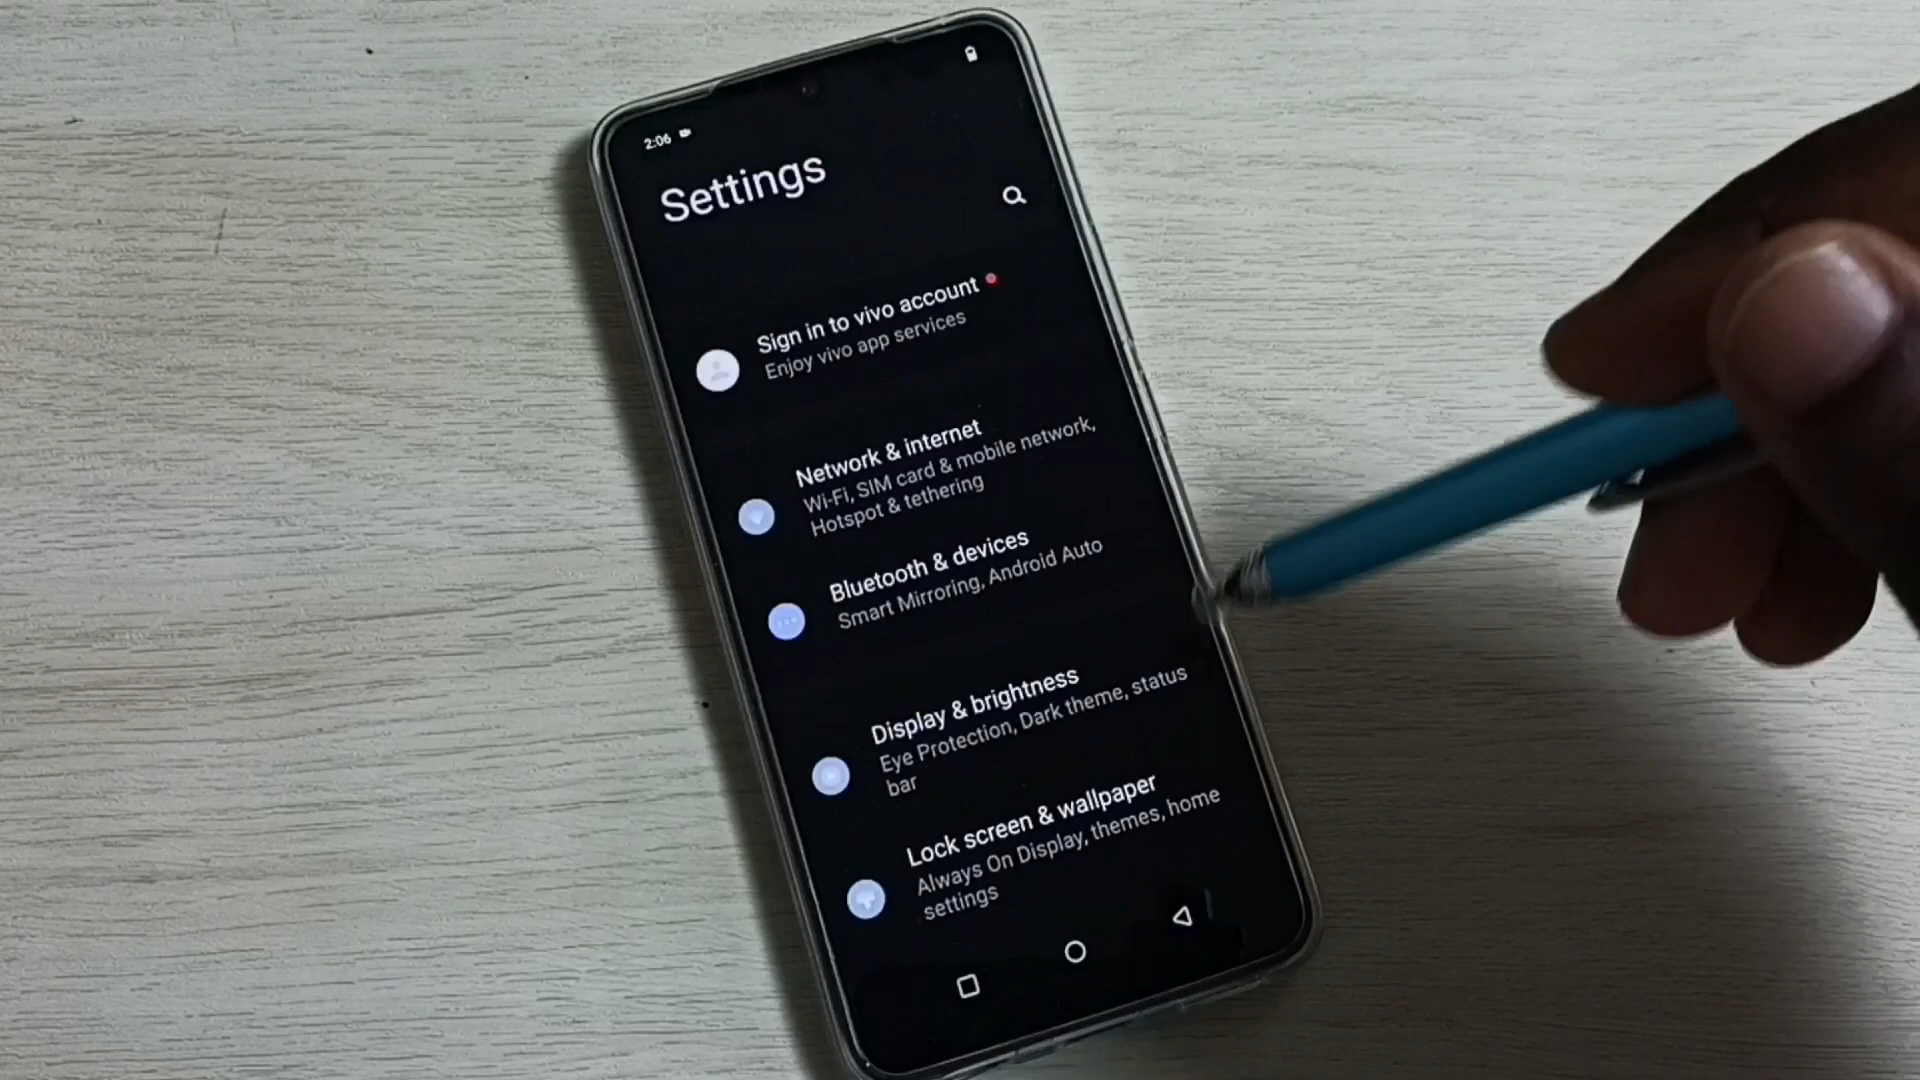 2:06
Settings
Sign in to vivo account
Enjoy vivo app services
Network & internet
Wi-Fi, SIM card & mobile network,
Hotspot & tethering
Bluetooth & devices
Smart Mirroring, Android Auto
Display & brightness
Eye Protection, Dark theme, status
bar
Lock screen & wallpaper
Always On Display, themes, home
settings